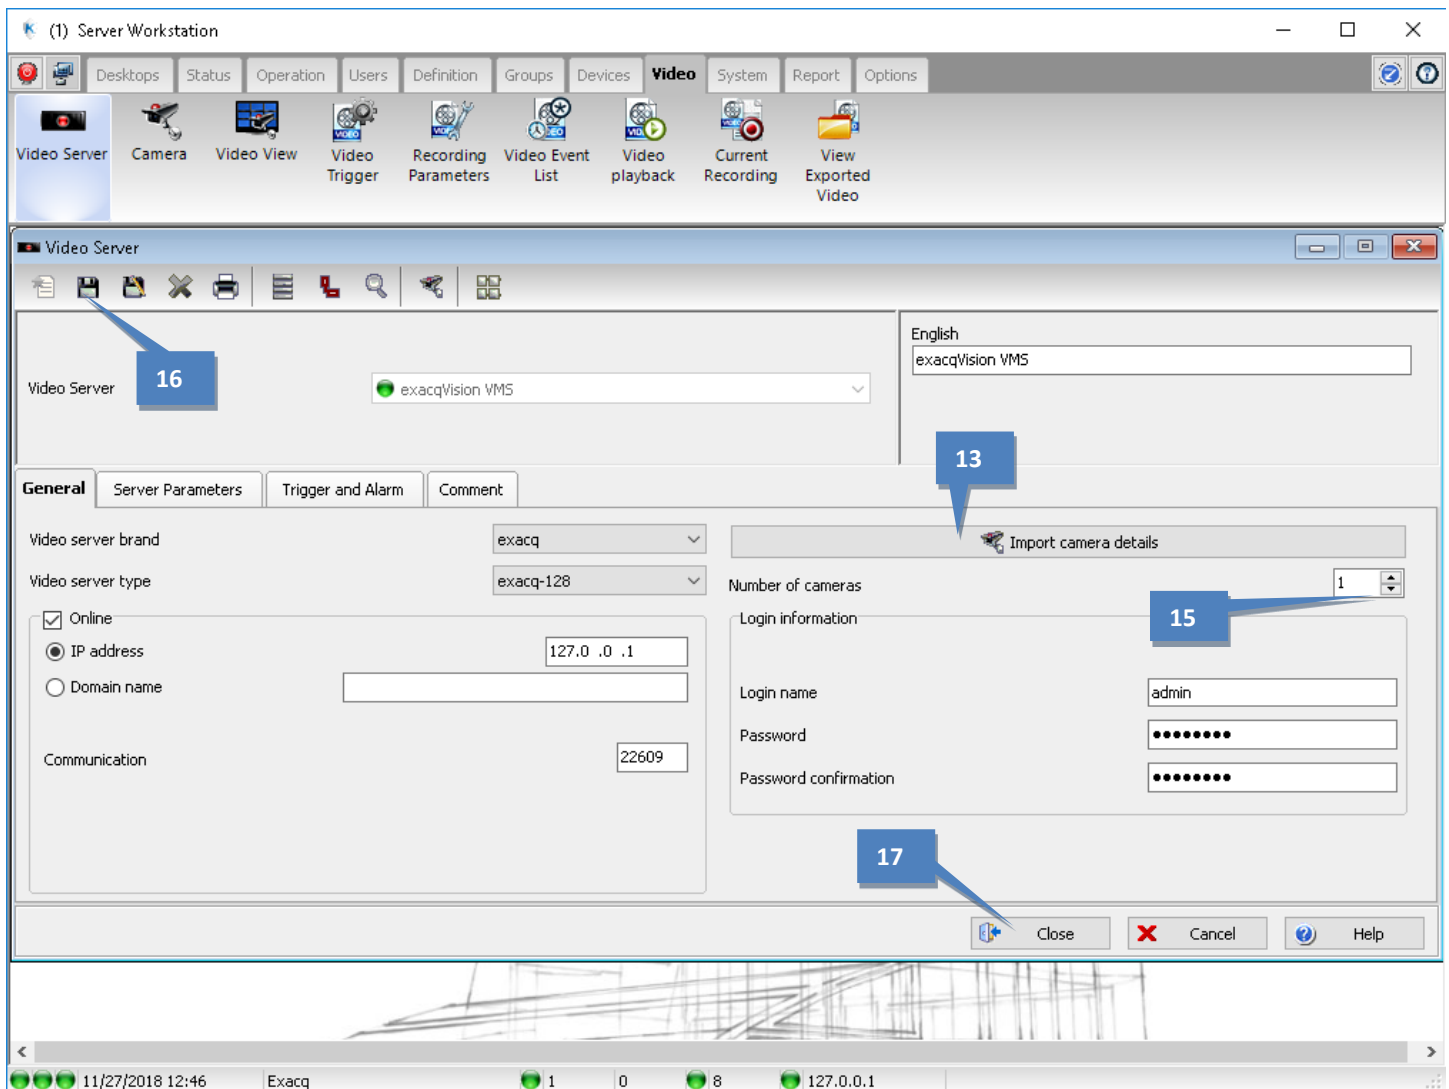 (1) Server Workstation
Desktops Status Operation Users Definition Groups Devices Video System Report Options
Video Server Camera Video View Video Trigger Recording Parameters Video Event List Video playback Current Recording View Exported Video
Video Server
16
Video Server
exacqVision VMS
English
exacqVision VMS
13
General Server Parameters Trigger and Alarm Comment
Video server brand exacq
Import camera details
Video server type exacq-128
Number of cameras 1
15
Online
Login information
IP address 127.0 .0 .1
Domain name
Login name admin
Password ••••••••
Communication 22609
Password confirmation ••••••••
17
Close Cancel Help
11/27/2018 12:46 Exacq 1 0 8 127.0.0.1